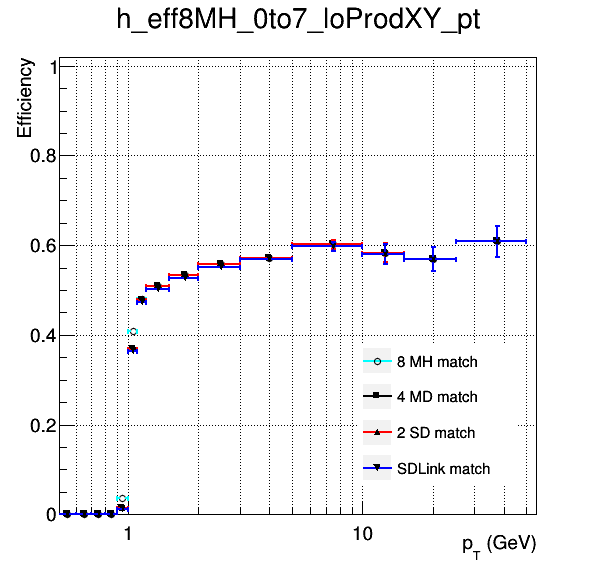 h_eff8MH_0to7_loProdXY_pt
Efficiency
1
0.8
0.6
0.4
0.2
0
8 MH match
4 MD match
2 SD match
SDLink match
1
10
p_T (GeV)